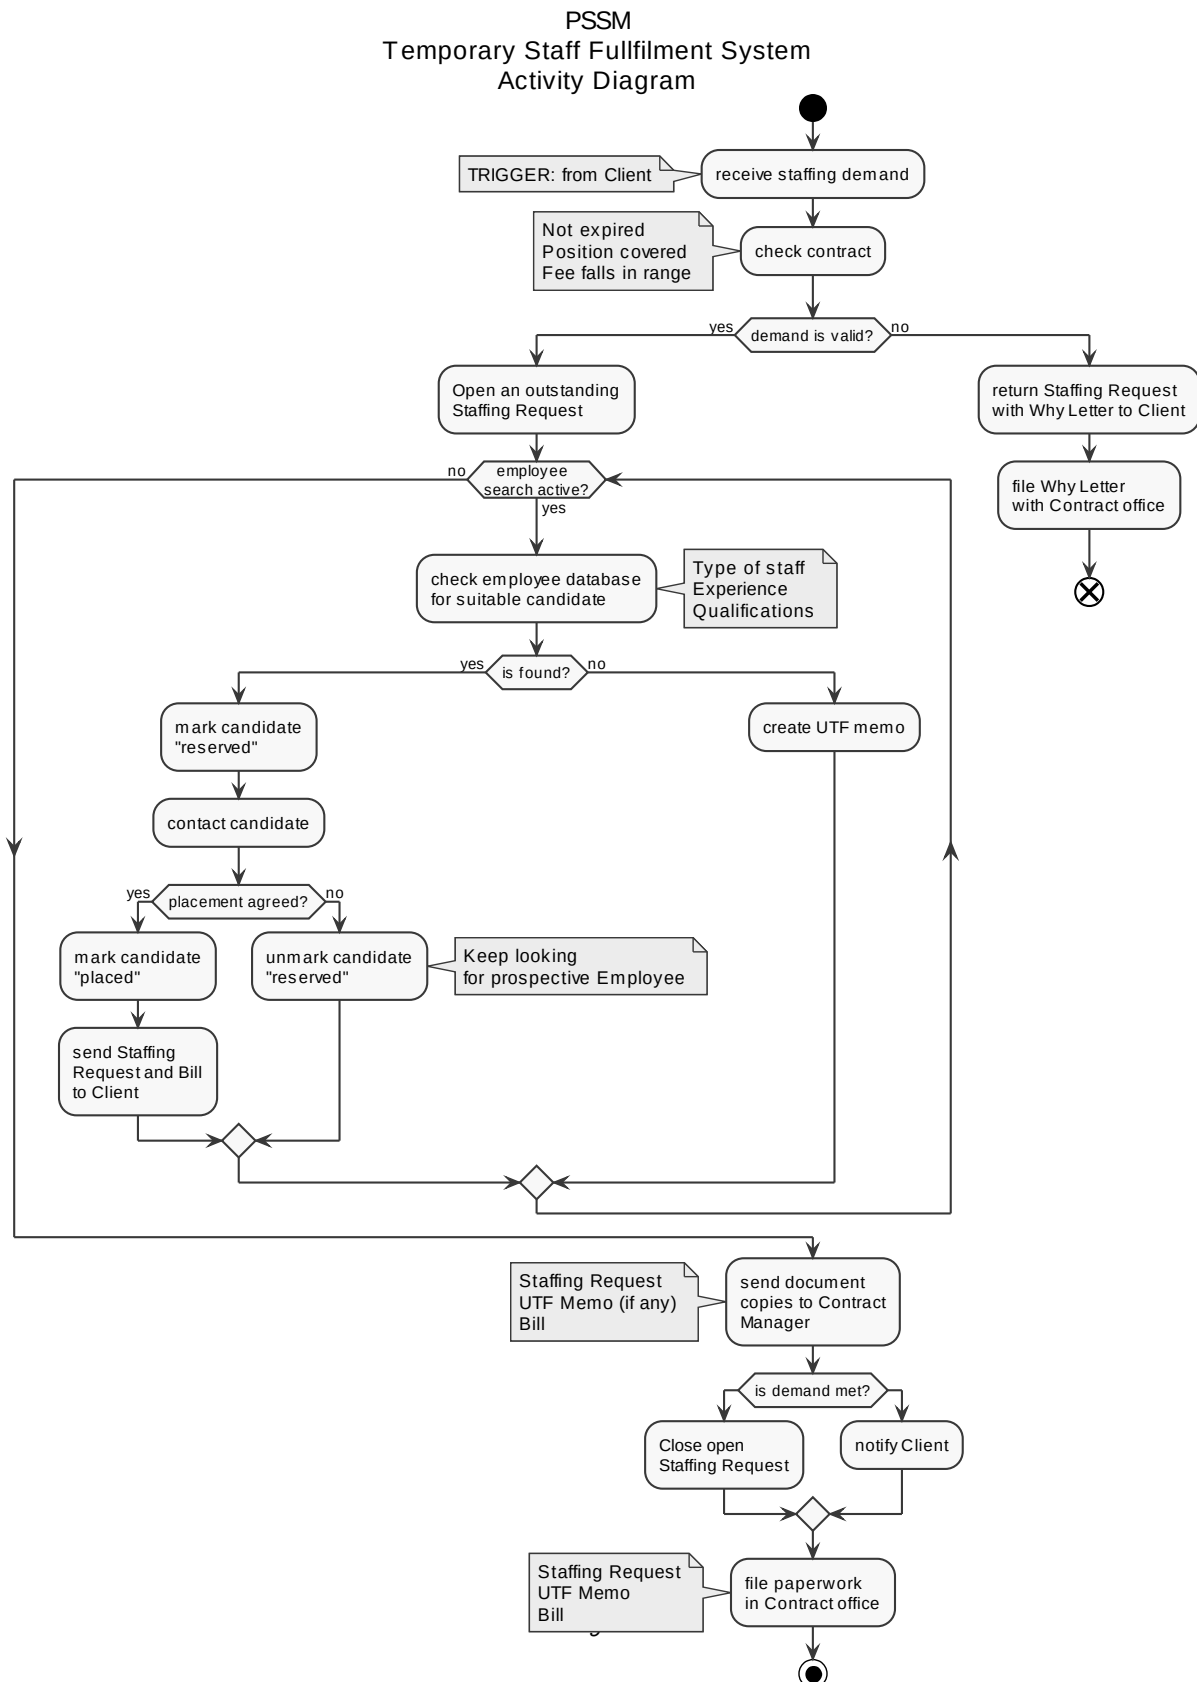 PSSM
Temporary Staff Fullfilment System
Activity Diagram
TRIGGER: from Client
receive staffing demand
Not expired
Position covered
Fee falls in range
check contract
yes
demand is valid?
no
Open an outstanding
Staffing Request
return Staffing Request
with Why Letter to Client
no
employee
search active?
yes
file Why Letter
with Contract office
check employee database
for suitable candidate
Type of staff
Experience
Qualifications
yes
is found?
no
mark candidate
"reserved"
create UTF memo
contact candidate
yes
placement agreed?
no
mark candidate
"placed"
unmark candidate
"reserved"
Keep looking
for prospective Employee
send Staffing
Request and Bill
to Client
Staffing Request
UTF Memo (if any)
Bill
send document
copies to Contract
Manager
is demand met?
Close open
Staffing Request
notify Client
Staffing Request
UTF Memo
Bill
file paperwork
in Contract office